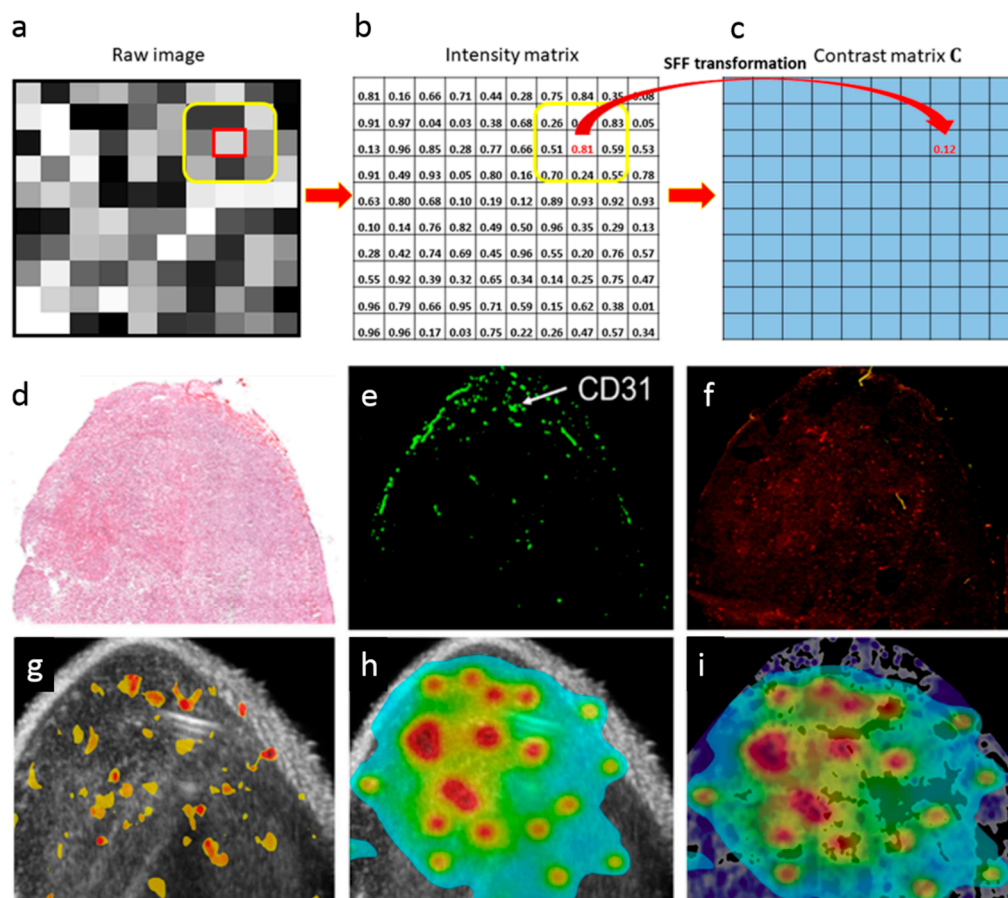 a
Raw image
b
Intensity matrix
c
Contrast matrix C
SFF transformation
0.81 0.16 0.66 0.71 0.44 0.28 0.75 0.84 0.35 0.08
0.91 0.97 0.04 0.03 0.38 0.68 0.26 0.83 0.05
0.13 0.96 0.85 0.28 0.77 0.66 0.51 0.81 0.59 0.53
0.91 0.49 0.93 0.05 0.80 0.16 0.70 0.24 0.55 0.78
0.63 0.80 0.68 0.10 0.19 0.12 0.89 0.93 0.92 0.93
0.10 0.14 0.76 0.82 0.49 0.50 0.96 0.35 0.29 0.13
0.28 0.42 0.74 0.69 0.45 0.96 0.55 0.20 0.76 0.57
0.55 0.92 0.39 0.32 0.65 0.34 0.14 0.25 0.75 0.47
0.96 0.79 0.66 0.95 0.71 0.59 0.15 0.62 0.38 0.01
0.96 0.96 0.17 0.03 0.75 0.22 0.26 0.47 0.57 0.34
0.12
d
e
CD31
f
g
h
i